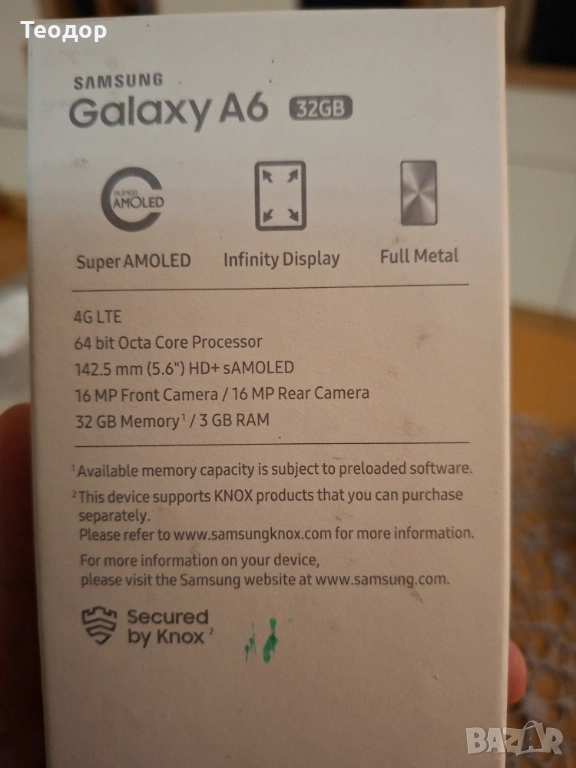 Теодор
SAMSUNG
Galaxy A6 32GB
SUPER
AMOLED
Super AMOLED Infinity Display Full Metal
4G LTE
64 bit Octa Core Processor
142.5 mm (5.6") HD+ sAMOLED
16 MP Front Camera / 16 MP Rear Camera
32 GB Memory¹ / 3 GB RAM
¹Available memory capacity is subject to preloaded software.
²This device supports KNOX products that you can purchase
separately.
Please refer to www.samsungknox.com for more information.
For more information on your device,
please visit the Samsung website at www.samsung.com.
Secured
by Knox²
BAZAR